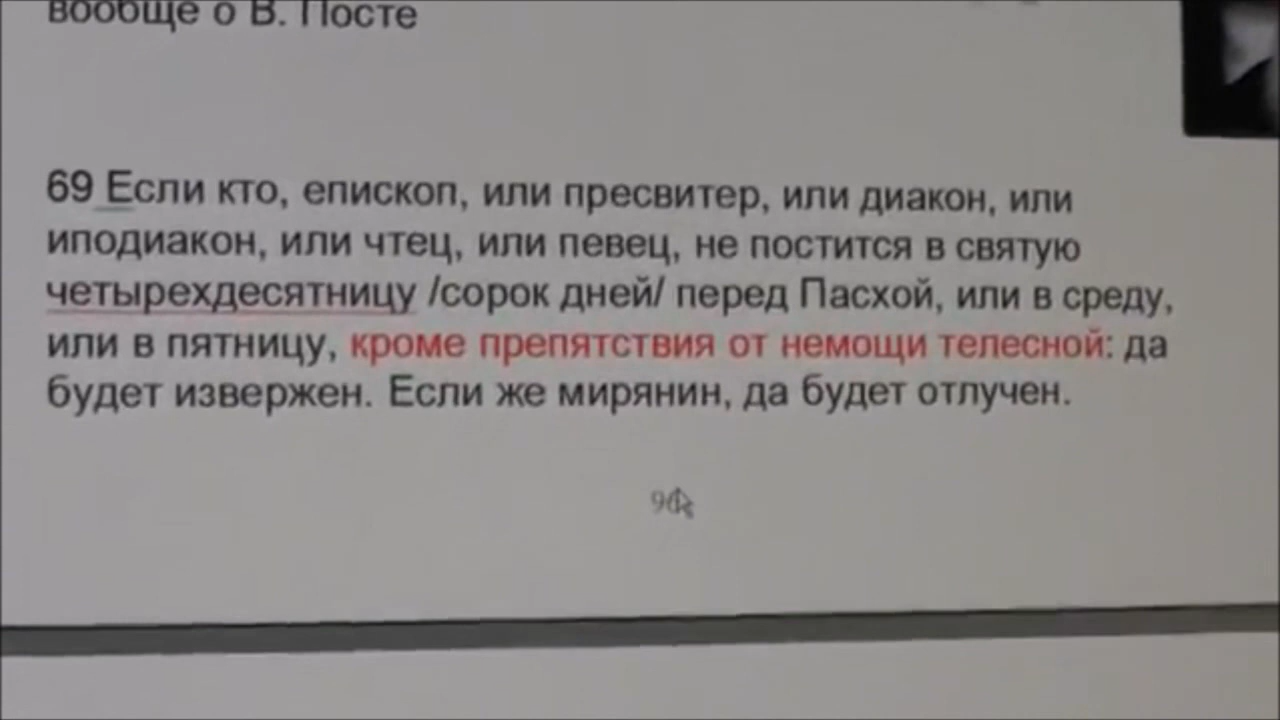 вообще о В. Посте
69 Если кто, епископ, или пресвитер, или диакон, или
иподиакон, или чтец, или певец, не постится в святую
четырехдесятницу /сорок дней/ перед Пасхой, или в среду,
или в пятницу, кроме препятствия от немощи телесной: да
будет извержен. Если же мирянин, да будет отлучен.